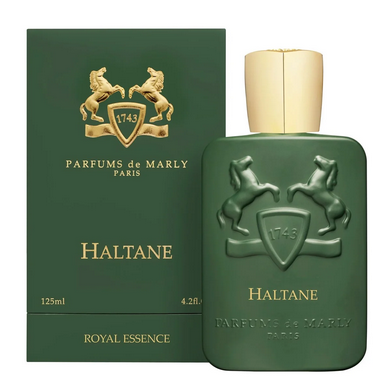 1743
PARFUMS de MARLY
PARIS
HALTANE
125ml 4.2fl.
ROYAL ESSENCE
1743
HALTANE
PARFUMS de MARLY
PARIS